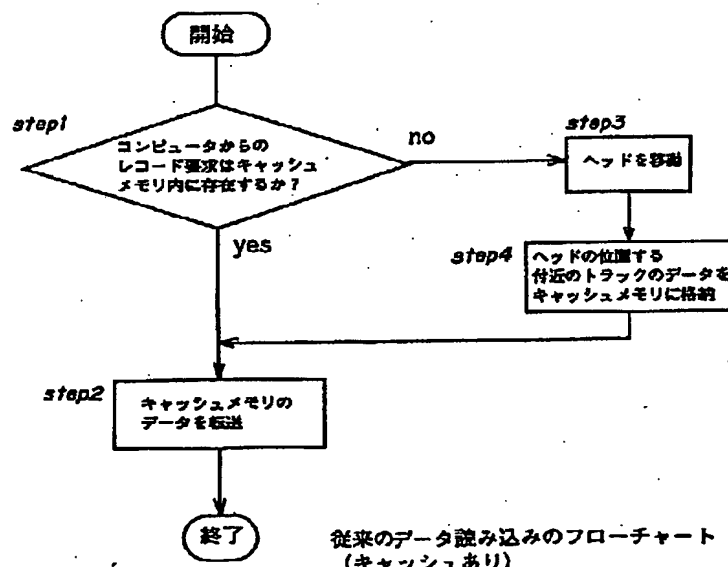 開始
step1
コンピュータからの
レコード要求はキャッシュ
メモリ内に存在するか？
no
step3
ヘッドを移動
yes
step4
ヘッドの位置する
付近のトラックのデータを
キャッシュメモリに格納
step2
キャッシュメモリの
データを転送
終了
従来のデータ読み込みのフローチャート
（キャッシュあり）